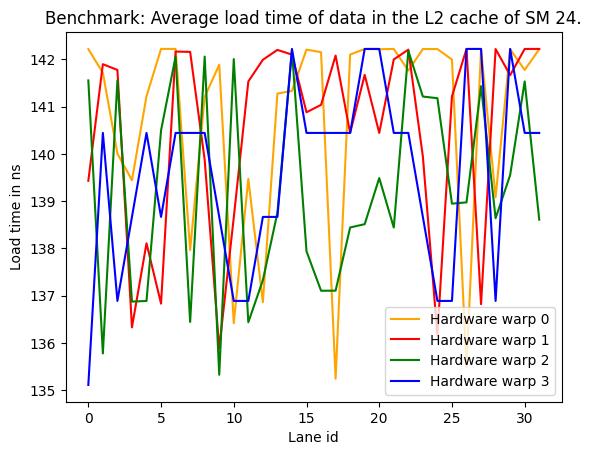 Benchmark: Average load time of data in the L2 cache of SM 24.
Load time in ns
142
141
140
139
138
137
136
135
Hardware warp 0
Hardware warp 1
Hardware warp 2
Hardware warp 3
0 5 10 15 20 25 30
Lane id